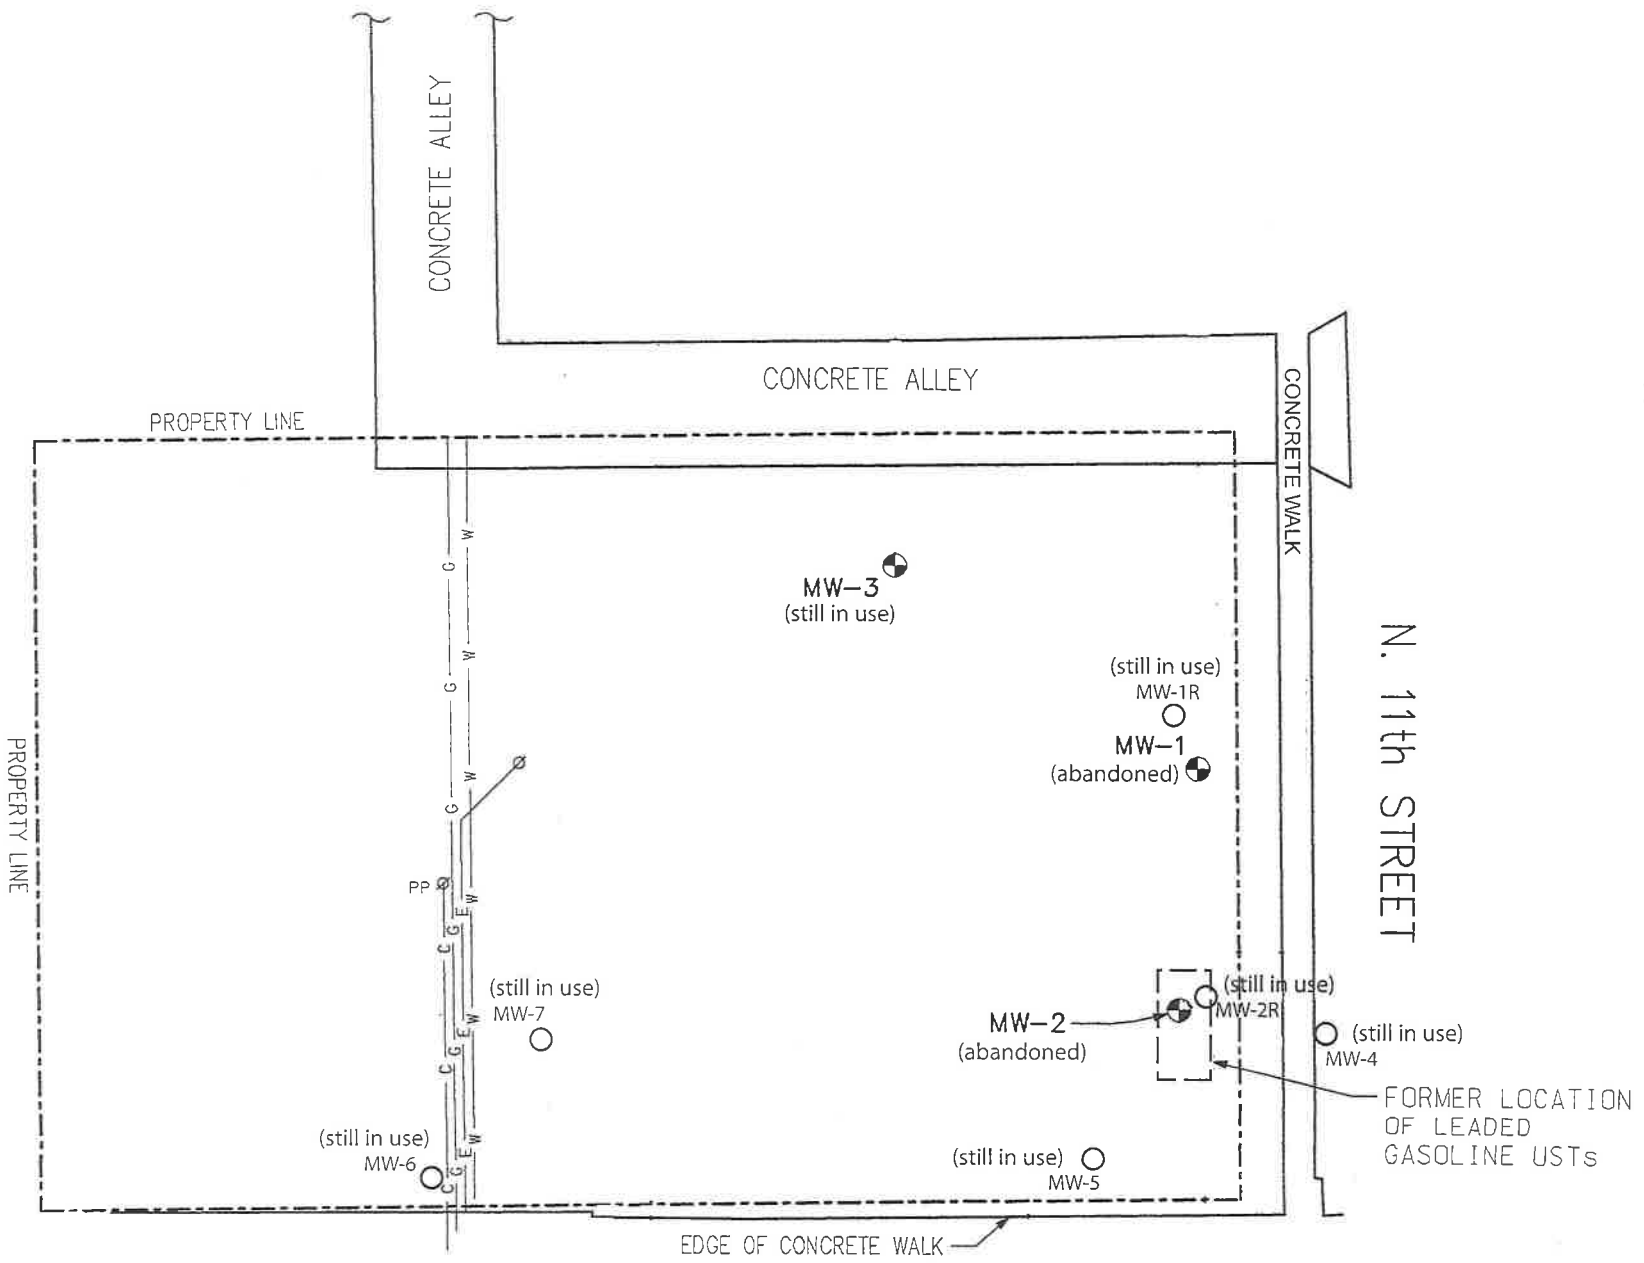 CONCRETE ALLEY
CONCRETE ALLEY
CONCRETE WALK
PROPERTY LINE
PROPERTY LINE
G
W
G
W
G
W
MW-3
(still in use)
(still in use)
MW-1R
MW-1
(abandoned)
N. 11th STREET
PP
C G E W
(still in use)
MW-7
C G E W
MW-2
(abandoned)
(still in use)
MW-2R
(still in use)
MW-4
FORMER LOCATION
OF LEADED
GASOLINE USTs
(still in use)
MW-6
C G E W
(still in use)
MW-5
EDGE OF CONCRETE WALK